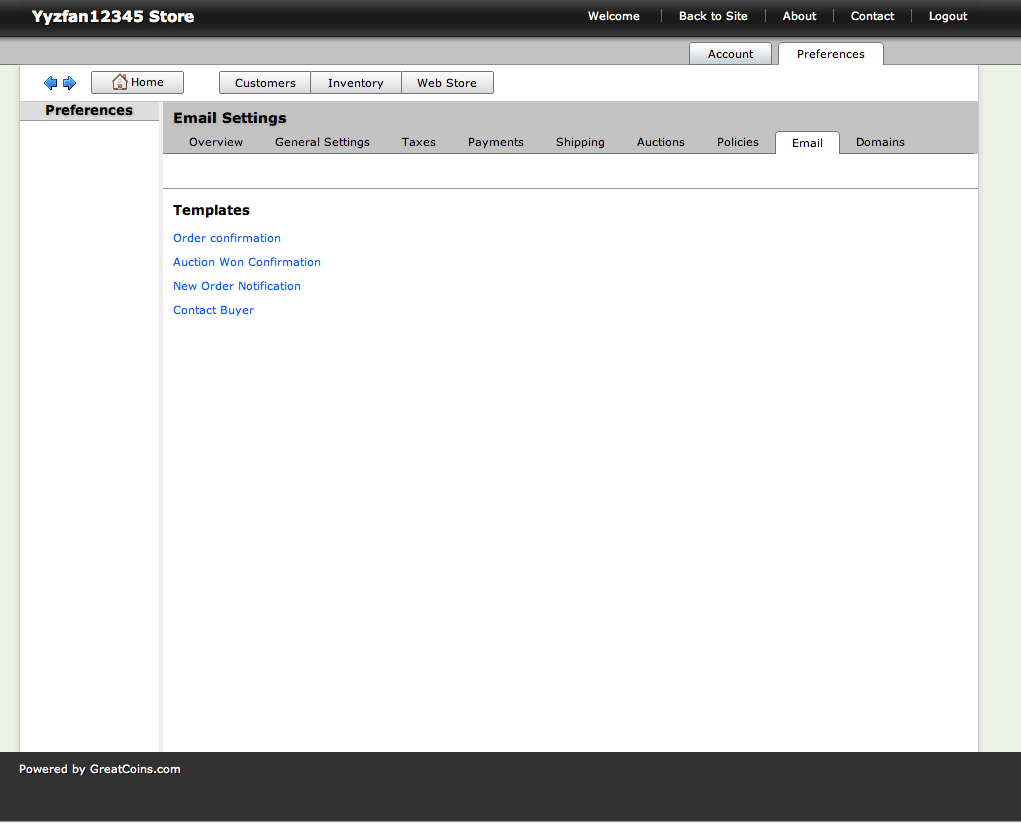 Yyzfan12345 Store
Welcome Back to Site About Contact Logout
Account Preferences
Home Customers Inventory Web Store
Preferences
Email Settings
Overview General Settings Taxes Payments Shipping Auctions Policies Email Domains
Templates
Order confirmation
Auction Won Confirmation
New Order Notification
Contact Buyer
Powered by GreatCoins.com